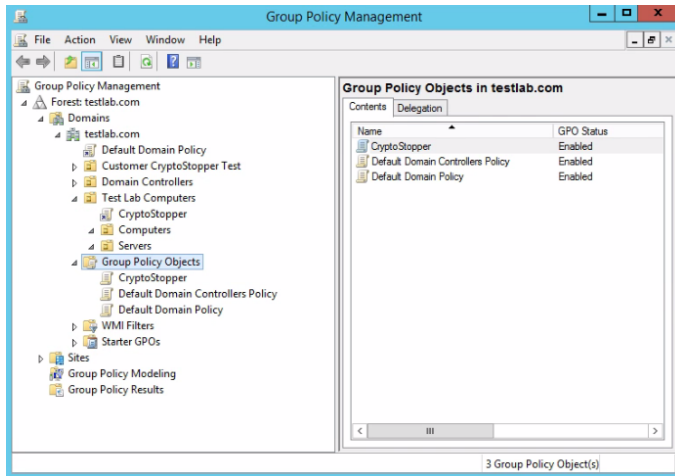 Group Policy Management
File Action View Window Help
Group Policy Management
Forest: testlab.com
Domains
testlab.com
Default Domain Policy
Customer CryptoStopper Test
Domain Controllers
Test Lab Computers
CryptoStopper
Computers
Servers
Group Policy Objects
CryptoStopper
Default Domain Controllers Policy
Default Domain Policy
WMI Filters
Starter GPOs
Sites
Group Policy Modeling
Group Policy Results
Group Policy Objects in testlab.com
Contents Delegation
Name GPO Status
CryptoStopper Enabled
Default Domain Controllers Policy Enabled
Default Domain Policy Enabled
3 Group Policy Object(s)